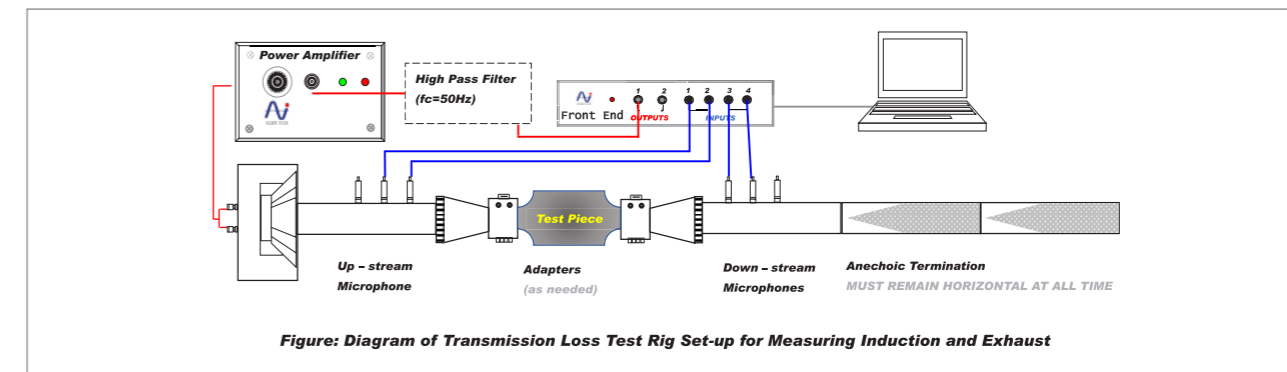 Power Amplifier
High Pass Filter
(fc=50Hz)
1 2 1 2 3 4
Front End OUTPUTS INPUTS
Test Piece
Up – stream
Microphone
Adapters
(as needed)
Down – stream
Microphones
Anechoic Termination
MUST REMAIN HORIZONTAL AT ALL TIME
Figure: Diagram of Transmission Loss Test Rig Set-up for Measuring Induction and Exhaust